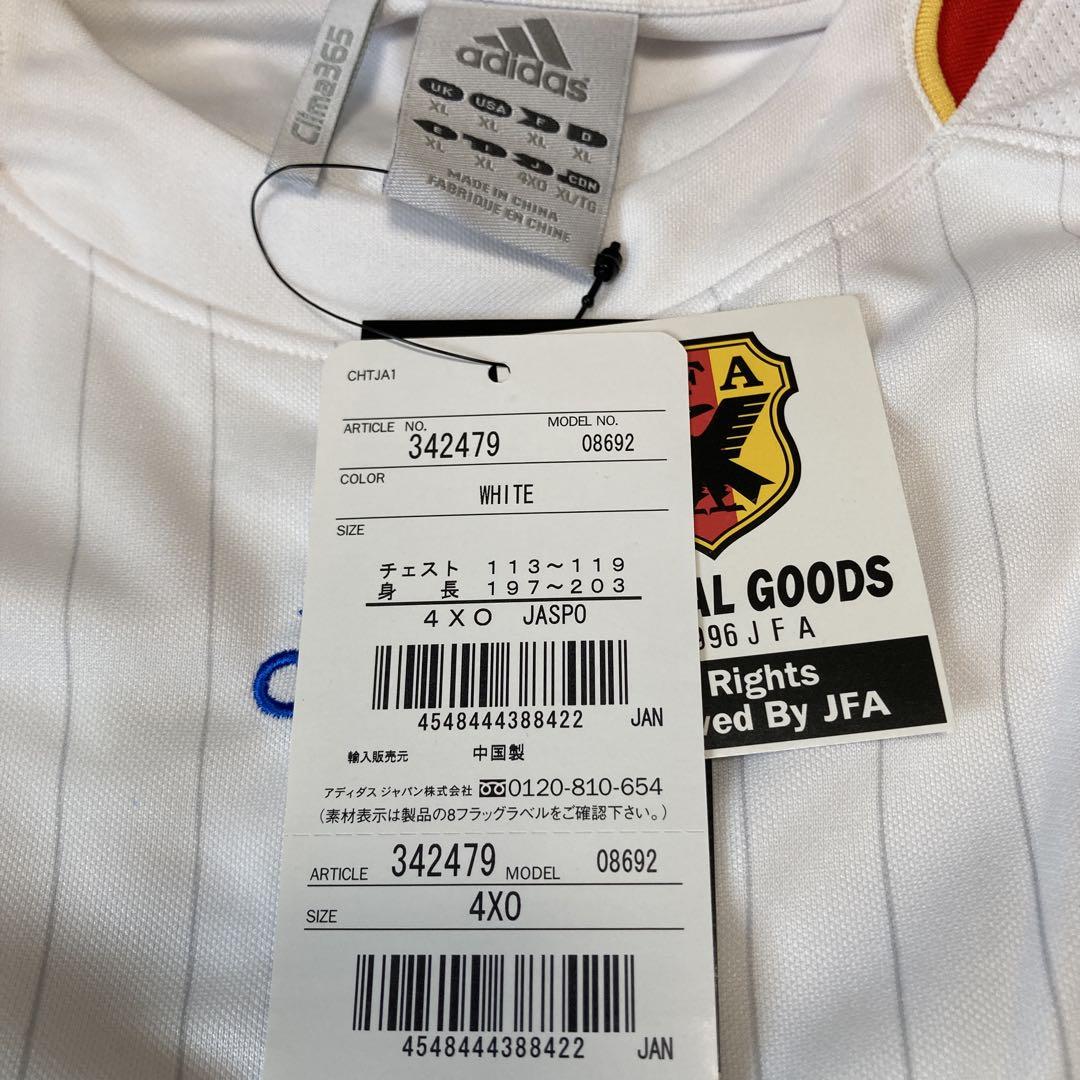 Clima365
adidas
UK USA F D
XL XL XL XL
E I J CDN
XL XL 4XO XL/TG
MADE IN CHINA
FABRIQUE EN CHINE
CHTJA1
ARTICLE NO. 342479 MODEL NO. 08692
COLOR
WHITE
SIZE
チェスト 113～119
身長 197～203
4XO JASPO
4548444388422 JAN
輸入販売元 中国製
アディダス ジャパン株式会社 0120-810-654
(素材表示は製品の8フラッグラベルをご確認下さい。)
ARTICLE 342479 MODEL 08692
SIZE 4XO
4548444388422 JAN
FA
GOODS
JFA
Rights
By JFA